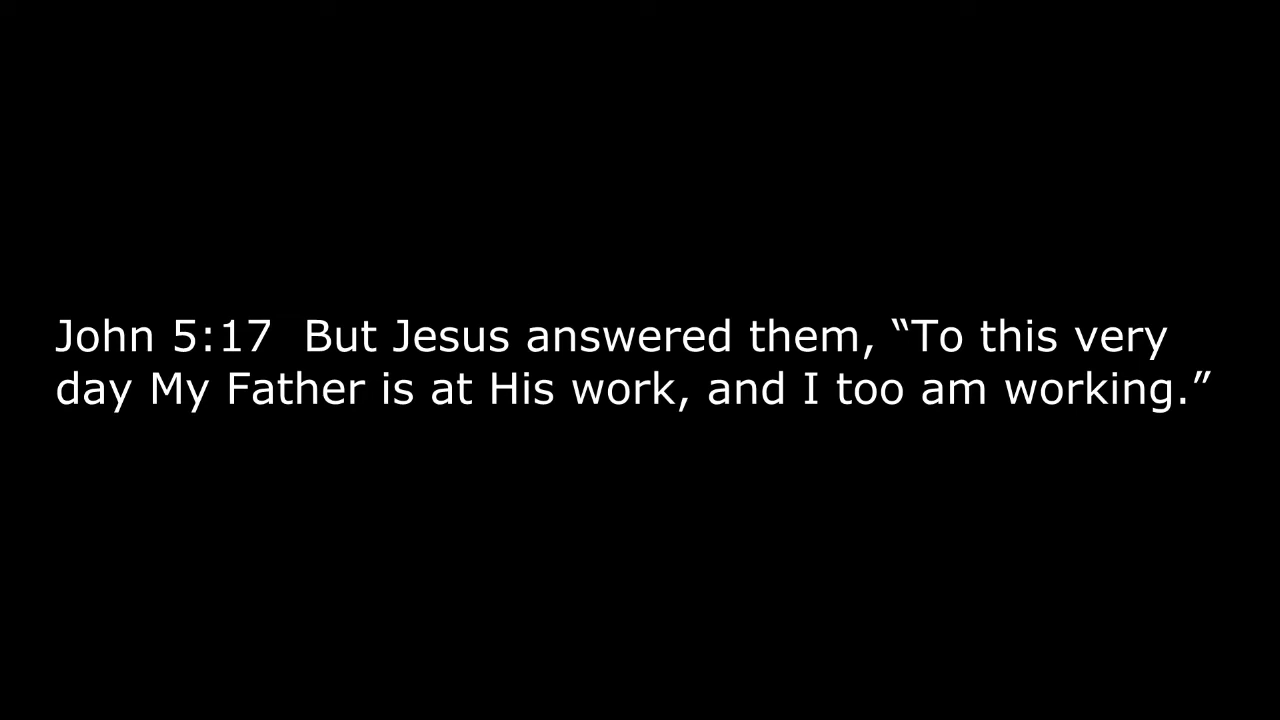 John 5:17  But Jesus answered them, “To this very
day My Father is at His work, and I too am working.”